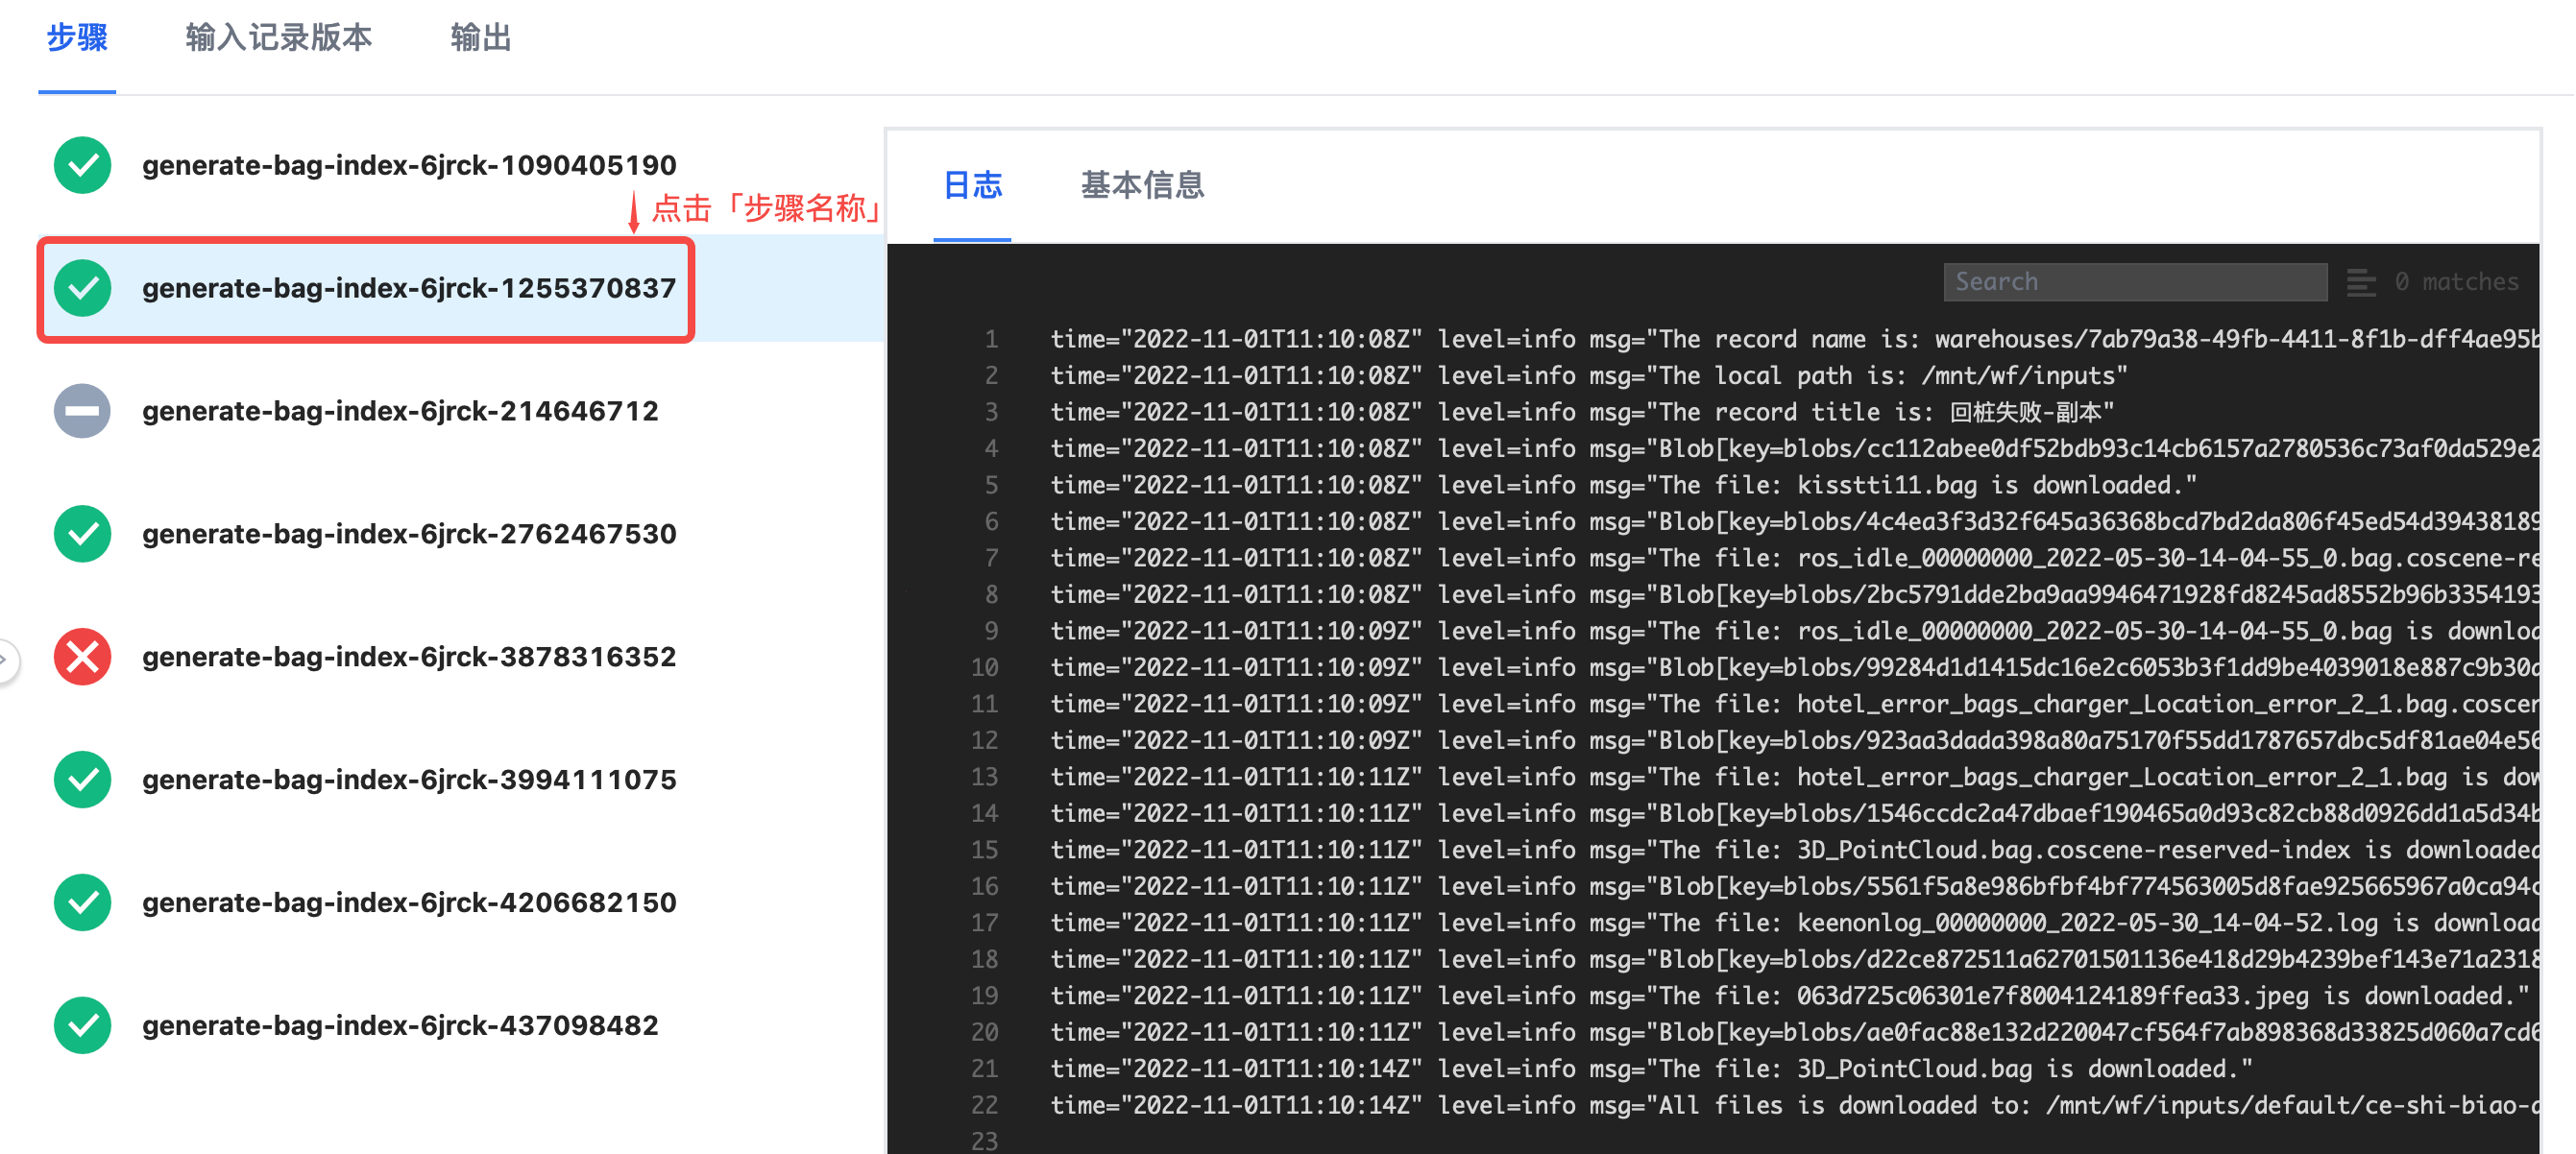 步骤 输入记录版本 输出
generate-bag-index-6jrck-1090405190
点击「步骤名称」
generate-bag-index-6jrck-1255370837
generate-bag-index-6jrck-214646712
generate-bag-index-6jrck-2762467530
generate-bag-index-6jrck-3878316352
generate-bag-index-6jrck-3994111075
generate-bag-index-6jrck-4206682150
generate-bag-index-6jrck-437098482
日志 基本信息
Search 0 matches
1 time="2022-11-01T11:10:08Z" level=info msg="The record name is: warehouses/7ab79a38-49fb-4411-8f1b-dff4ae95b
2 time="2022-11-01T11:10:08Z" level=info msg="The local path is: /mnt/wf/inputs"
3 time="2022-11-01T11:10:08Z" level=info msg="The record title is: 回桩失败-副本"
4 time="2022-11-01T11:10:08Z" level=info msg="Blob[key=blobs/cc112abee0df52bdb93c14cb6157a2780536c73af0da529e2
5 time="2022-11-01T11:10:08Z" level=info msg="The file: kisstti11.bag is downloaded."
6 time="2022-11-01T11:10:08Z" level=info msg="Blob[key=blobs/4c4ea3f3d32f645a36368bcd7bd2da806f45ed54d39438189
7 time="2022-11-01T11:10:08Z" level=info msg="The file: ros_idle_00000000_2022-05-30-14-04-55_0.bag.coscene-re
8 time="2022-11-01T11:10:08Z" level=info msg="Blob[key=blobs/2bc5791dde2ba9aa9946471928fd8245ad8552b96b3354193
9 time="2022-11-01T11:10:09Z" level=info msg="The file: ros_idle_00000000_2022-05-30-14-04-55_0.bag is downloa
10 time="2022-11-01T11:10:09Z" level=info msg="Blob[key=blobs/99284d1d1415dc16e2c6053b3f1dd9be4039018e887c9b30a
11 time="2022-11-01T11:10:09Z" level=info msg="The file: hotel_error_bags_charger_Location_error_2_1.bag.coscen
12 time="2022-11-01T11:10:09Z" level=info msg="Blob[key=blobs/923aa3dada398a80a75170f55dd1787657dbc5df81ae04e56
13 time="2022-11-01T11:10:11Z" level=info msg="The file: hotel_error_bags_charger_Location_error_2_1.bag is dow
14 time="2022-11-01T11:10:11Z" level=info msg="Blob[key=blobs/1546ccdc2a47dbaef190465a0d93c82cb88d0926dd1a5d34b
15 time="2022-11-01T11:10:11Z" level=info msg="The file: 3D_PointCloud.bag.coscene-reserved-index is downloaded
16 time="2022-11-01T11:10:11Z" level=info msg="Blob[key=blobs/5561f5a8e986bfbf4bf774563005d8fae925665967a0ca94c
17 time="2022-11-01T11:10:11Z" level=info msg="The file: keenonlog_00000000_2022-05-30_14-04-52.log is download
18 time="2022-11-01T11:10:11Z" level=info msg="Blob[key=blobs/d22ce872511a62701501136e418d29b4239bef143e71a2318
19 time="2022-11-01T11:10:11Z" level=info msg="The file: 063d725c06301e7f8004124189ffea33.jpeg is downloaded."
20 time="2022-11-01T11:10:11Z" level=info msg="Blob[key=blobs/ae0fac88e132d220047cf564f7ab898368d33825d060a7cd6
21 time="2022-11-01T11:10:14Z" level=info msg="The file: 3D_PointCloud.bag is downloaded."
22 time="2022-11-01T11:10:14Z" level=info msg="All files is downloaded to: /mnt/wf/inputs/default/ce-shi-biao-d
23